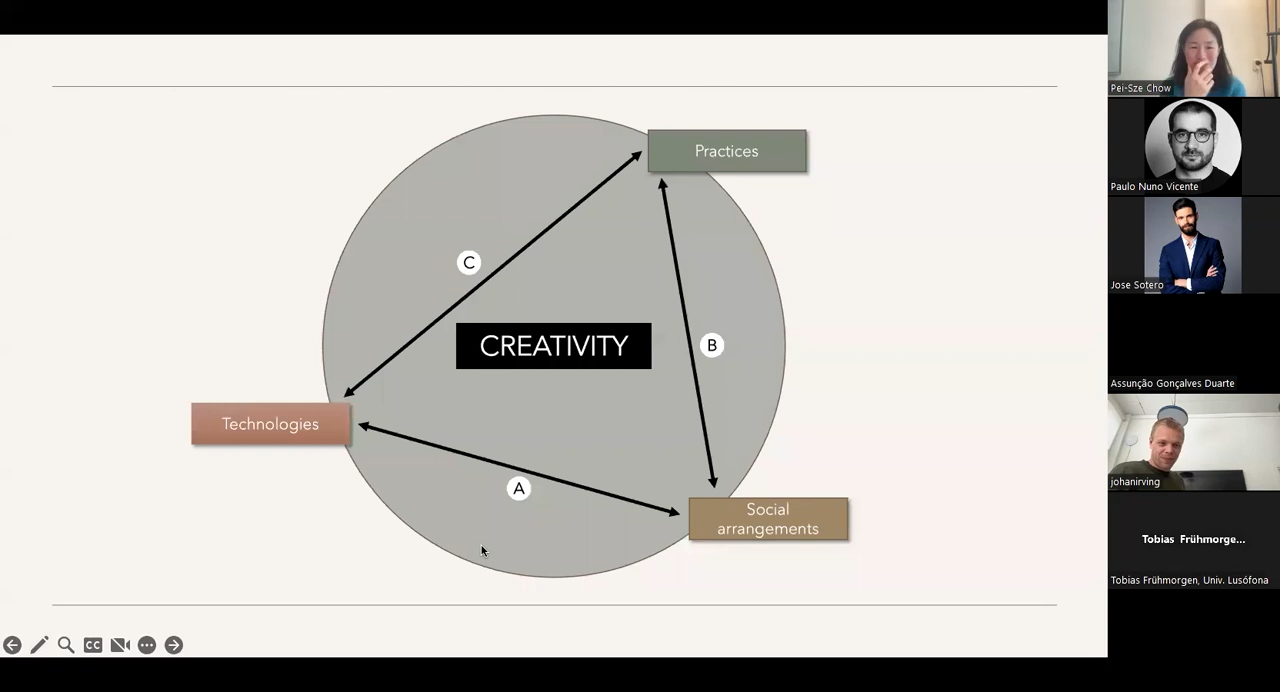 Practices
C
CREATIVITY
B
Technologies
A
Social
arrangements
CC
Pei-Sze Chow
Paulo Nuno Vicente
Jose Sotero
Assunção Gonçalves Duarte
johanirving
Tobias Frühmorge...
Tobias Frühmorgen, Univ. Lusófona